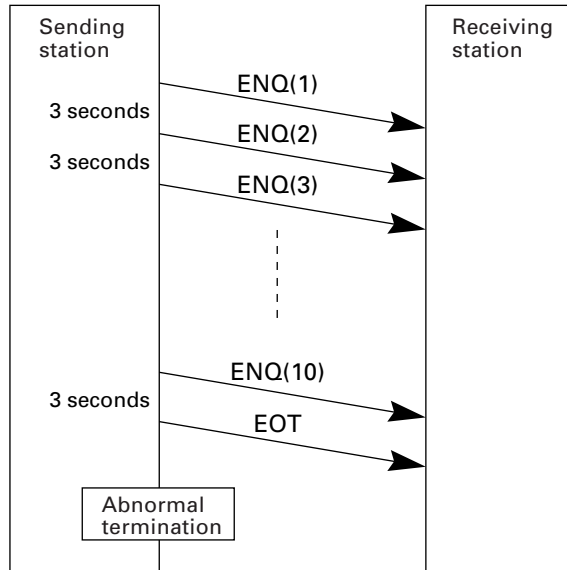 Sending
station
Receiving
station
ENQ(1)
3 seconds
ENQ(2)
3 seconds
ENQ(3)
ENQ(10)
3 seconds
EOT
Abnormal
termination